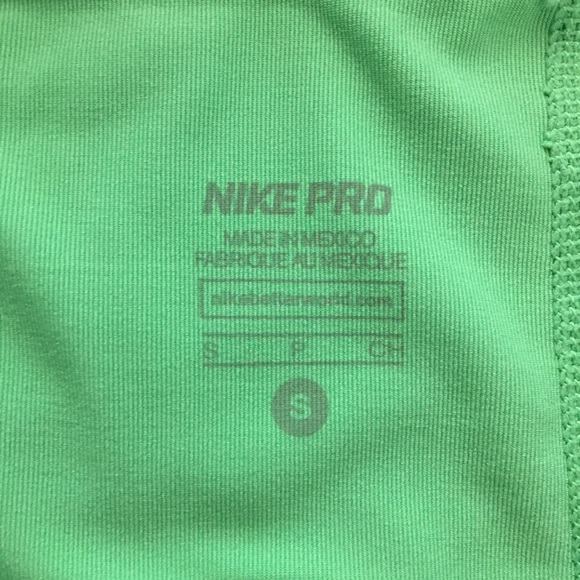 NIKE PRO
MADE IN MEXICO
FABRIQUE AU MEXIQUE
nikebetterworld.com
S P CH
S